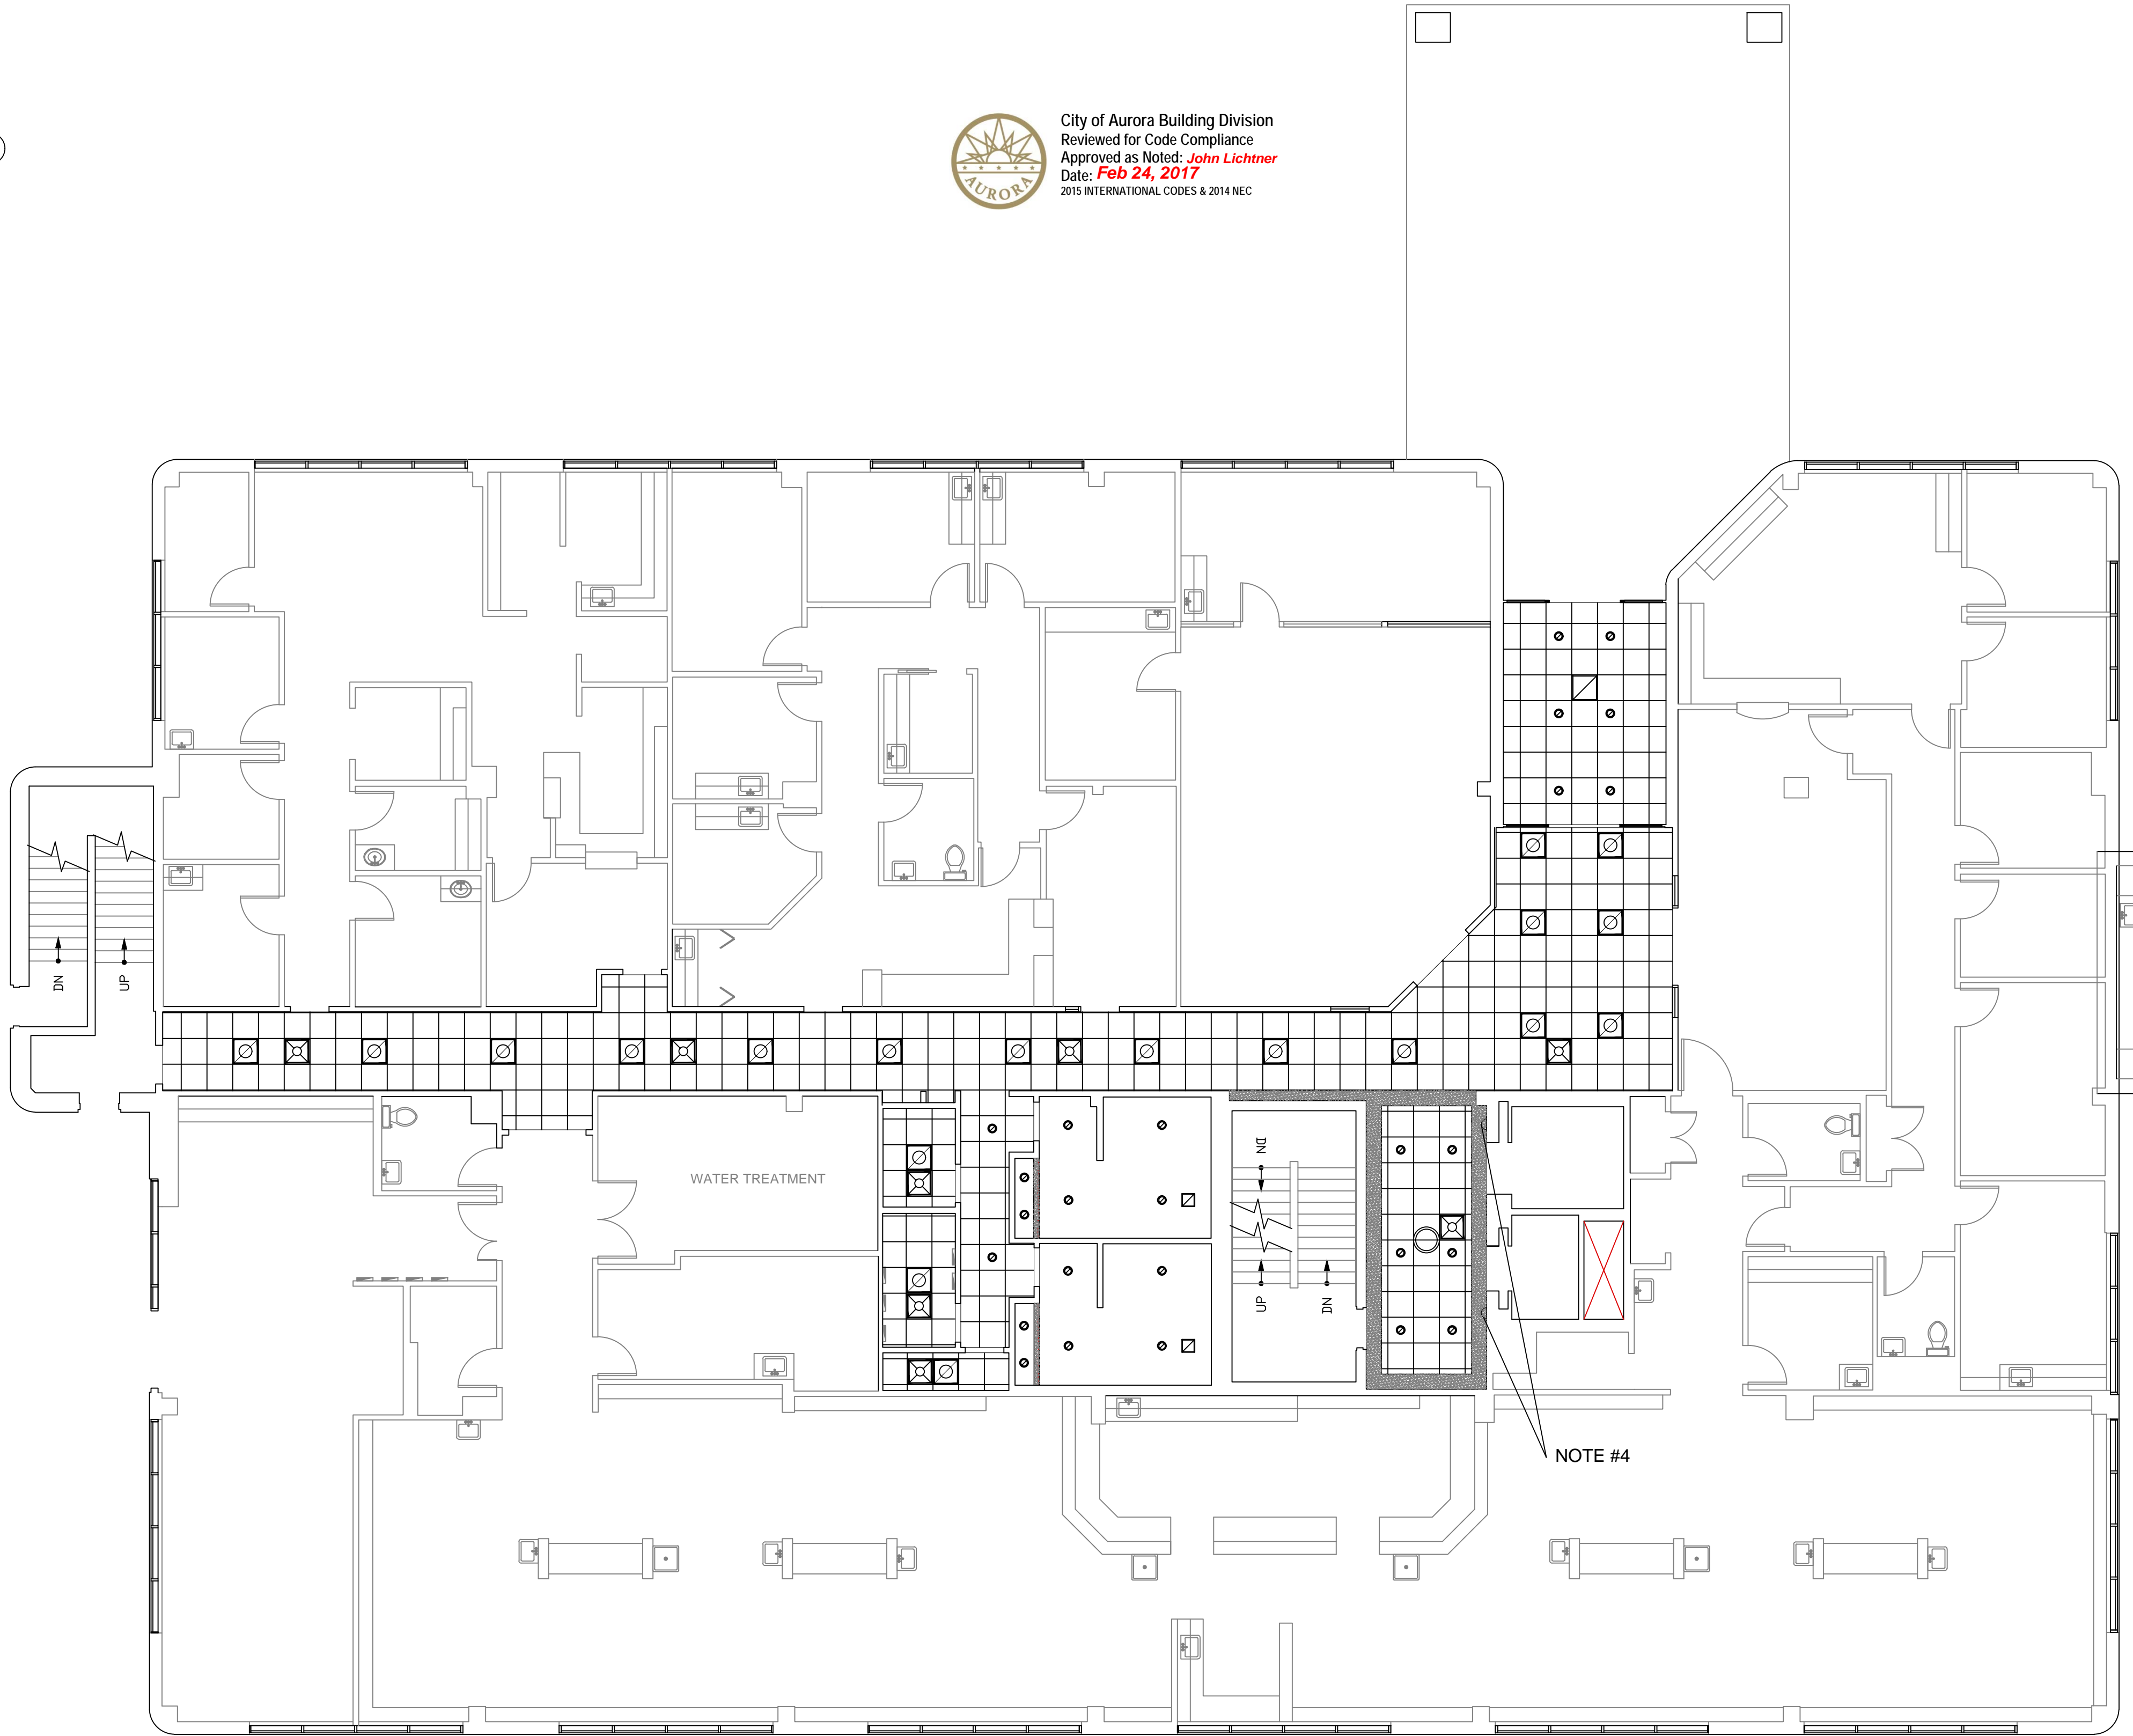 AURORA
City of Aurora Building Division
Reviewed for Code Compliance
Approved as Noted: John Lichtner
Date: Feb 24, 2017
2015 INTERNATIONAL CODES & 2014 NEC
DN
UP
WATER TREATMENT
DN
UP
DN
NOTE #4